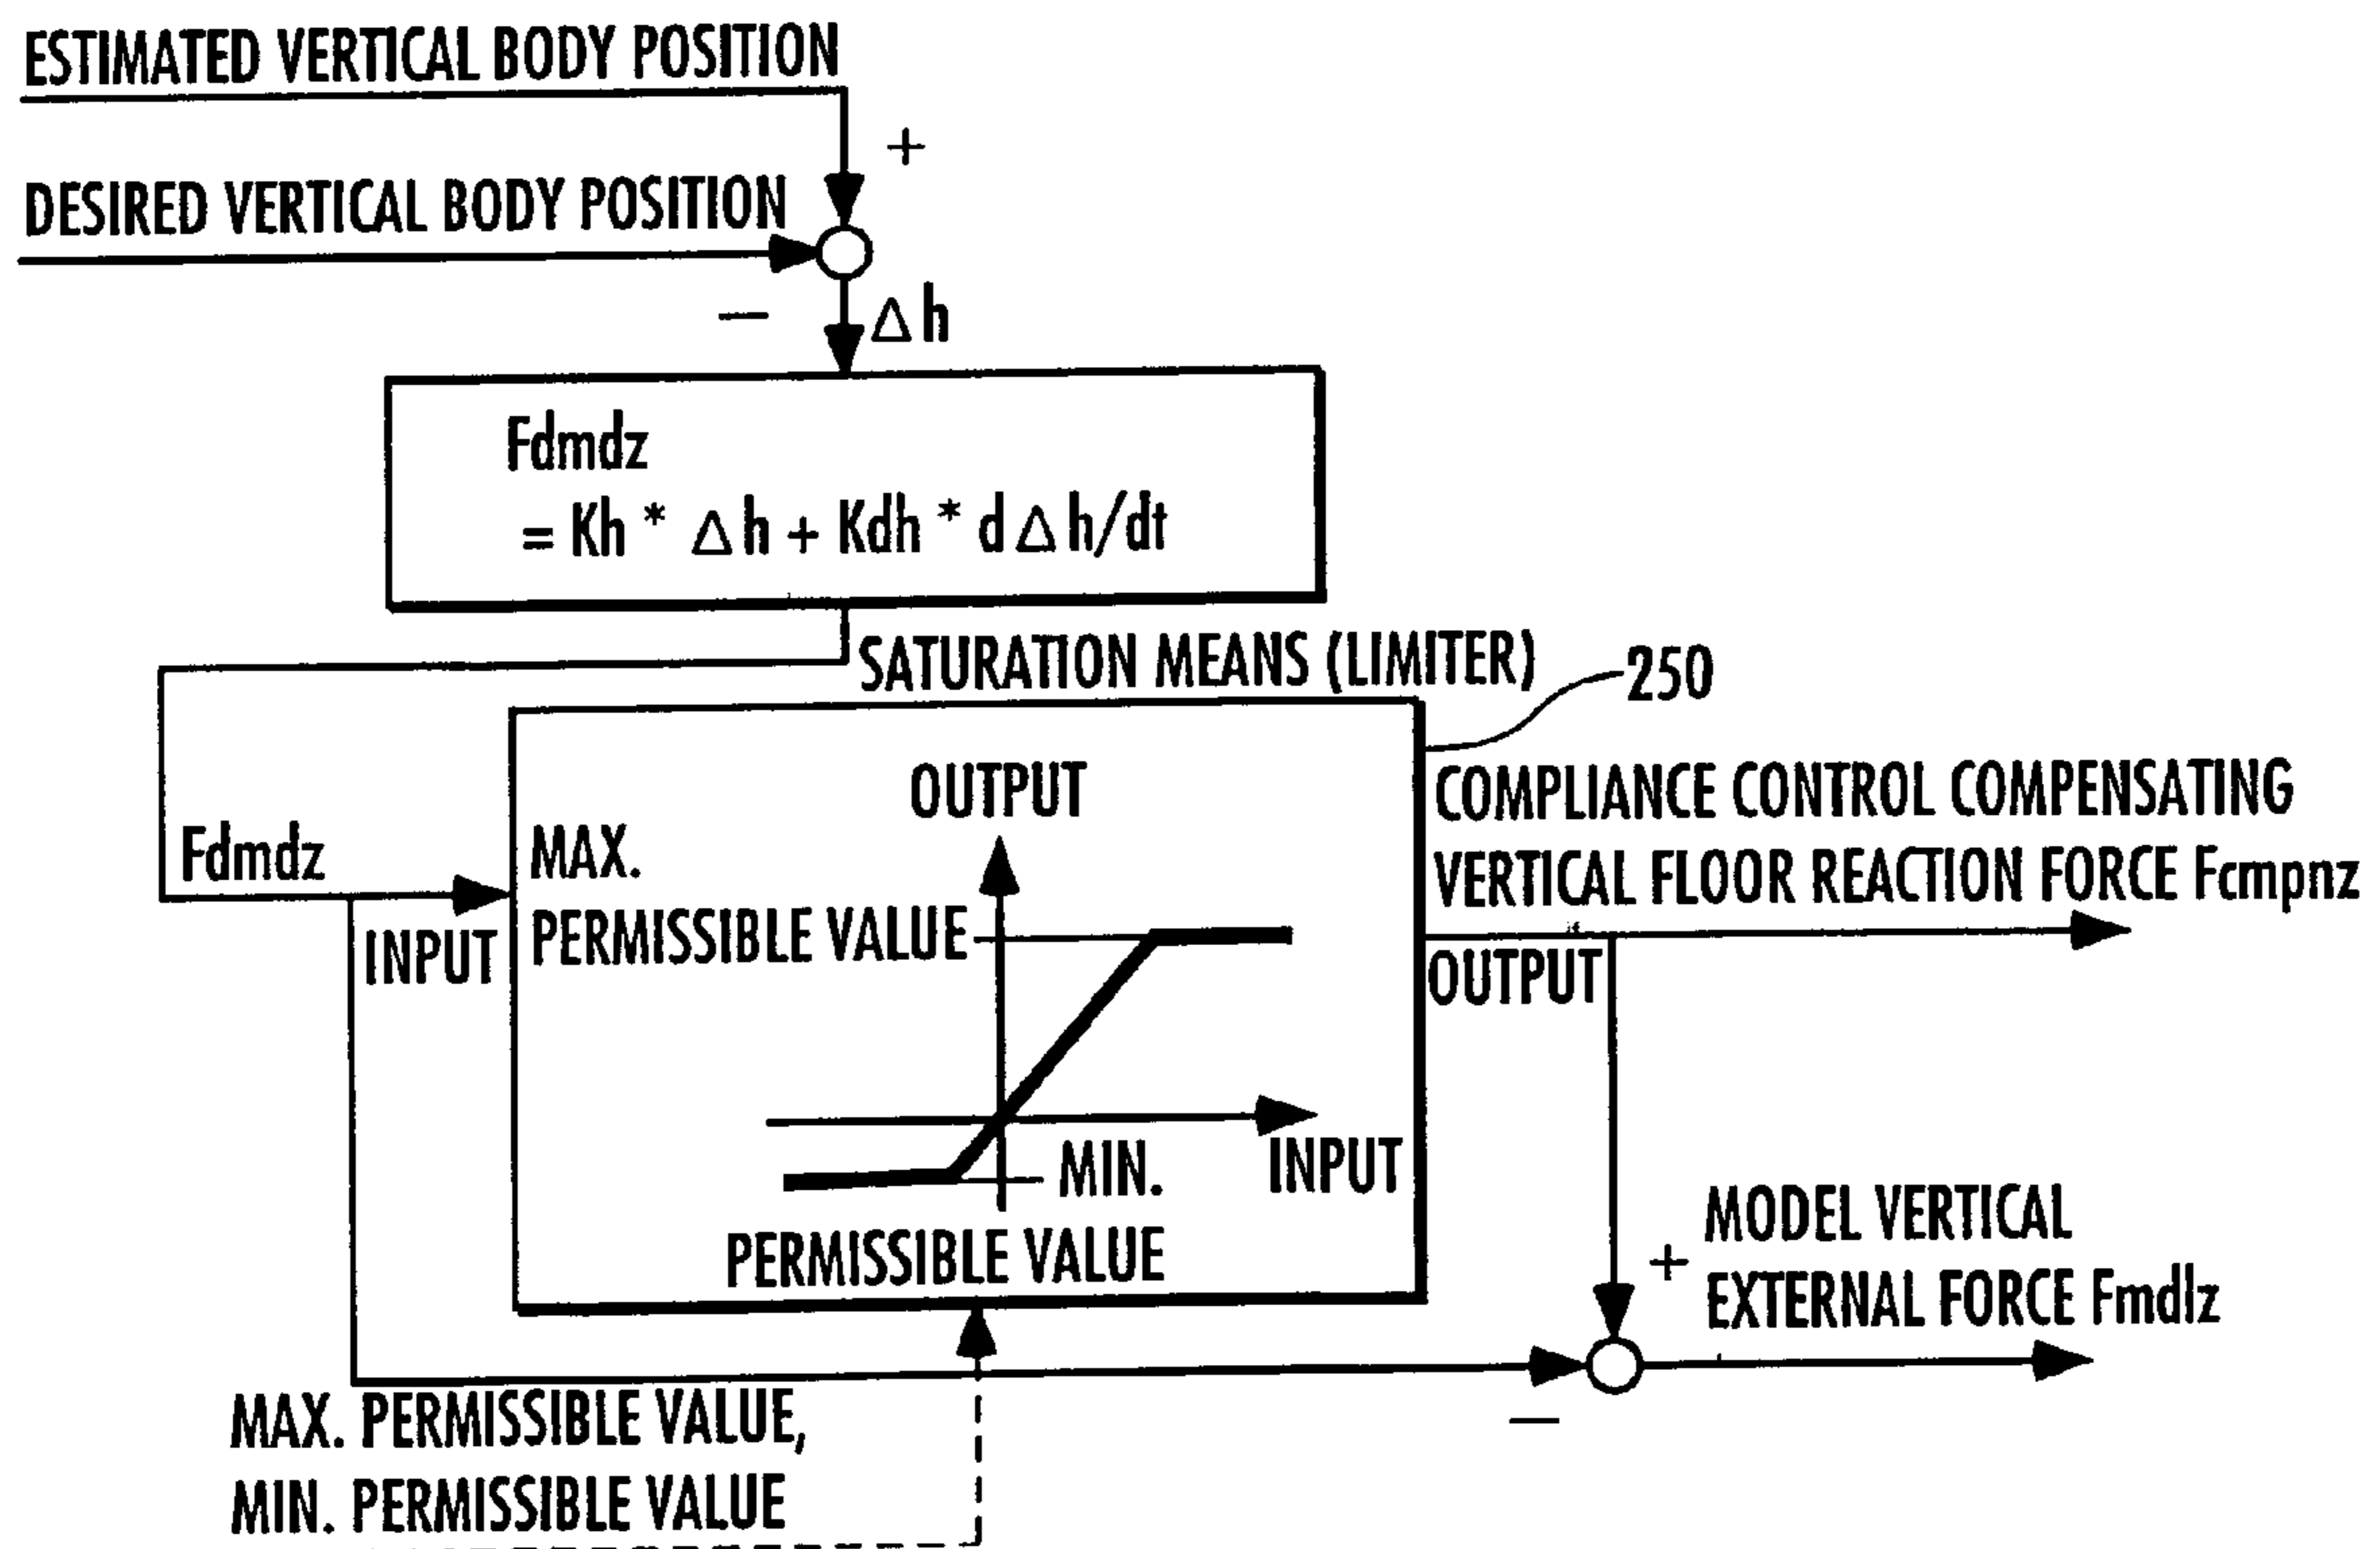 ESTIMATED VERTICAL BODY POSITION
+
DESIRED VERTICAL BODY POSITION
−
Δh
Fdmdz
= Kh * Δh + Kdh * dΔh/dt
SATURATION MEANS (LIMITER)
250
Fdmdz
INPUT
OUTPUT
MAX.
PERMISSIBLE VALUE
MIN.
PERMISSIBLE VALUE
INPUT
COMPLIANCE CONTROL COMPENSATING
VERTICAL FLOOR REACTION FORCE Fcmpnz
OUTPUT
+
MODEL VERTICAL
EXTERNAL FORCE Fmdlz
−
MAX. PERMISSIBLE VALUE,
MIN. PERMISSIBLE VALUE